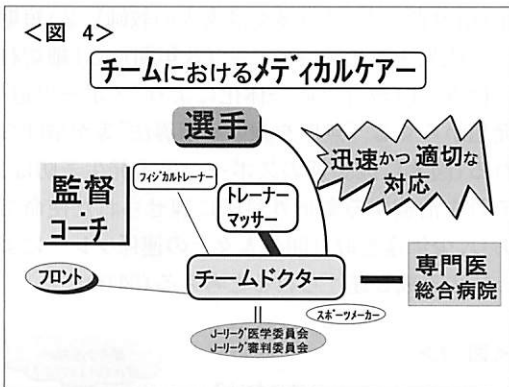 <図 4>
チームにおけるメディカルケアー
選手
迅速かつ適切な
対応
フィジカルトレーナー
監督
・
コーチ
トレーナー
マッサー
フロント
チームドクター
専門医
総合病院
スポーツメーカー
J-リーグ医学委員会
J-リーグ審判委員会